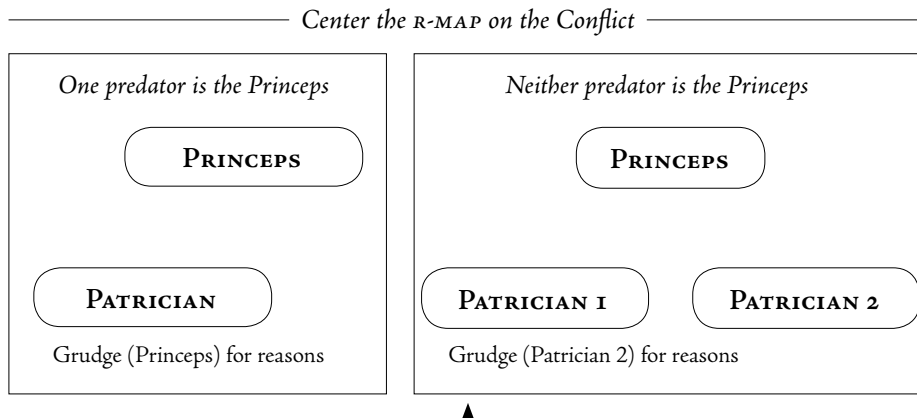 Center the R-MAP on the Conflict
One predator is the Princeps
PRINCEPS
PATRICIAN
Grudge (Princeps) for reasons
Neither predator is the Princeps
PRINCEPS
PATRICIAN 1 PATRICIAN 2
Grudge (Patrician 2) for reasons